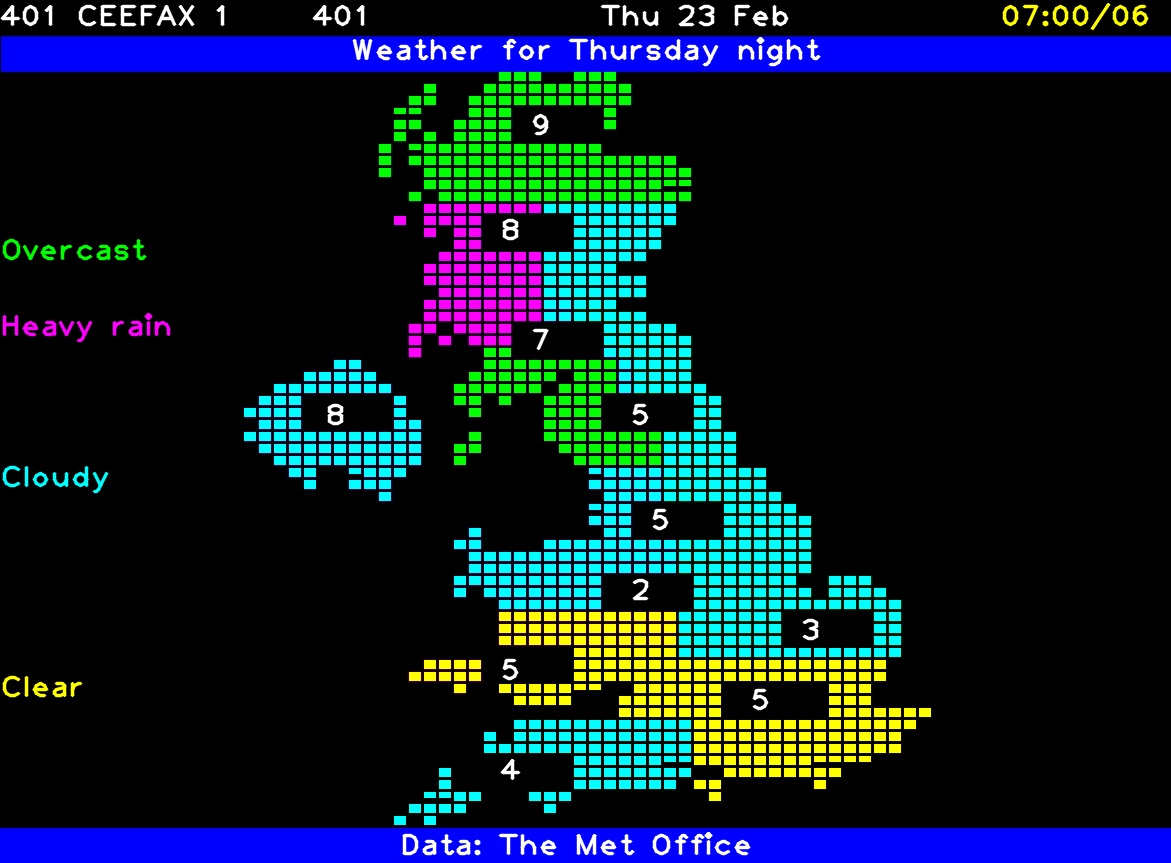 401 CEEFAX 1 401 Thu 23 Feb 07:00/06
Weather for Thursday night
9
8
Overcast
Heavy rain
7
8 5
Cloudy
5
2
3
5
Clear
5
4
Data: The Met Office